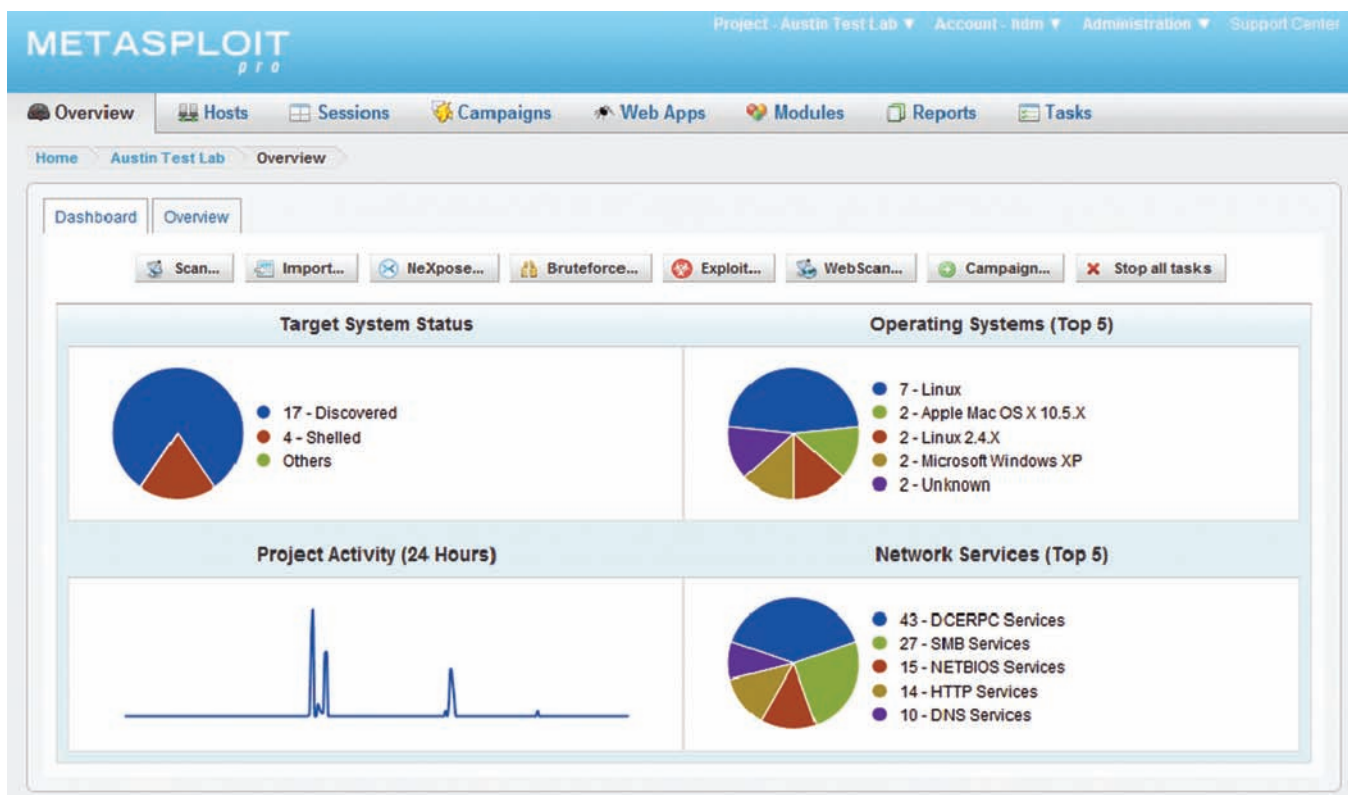 METASPLOIT
pro
Project - Austin Test Lab ▼ Account - hdm ▼ Administration ▼ Support Center
Overview Hosts Sessions Campaigns Web Apps Modules Reports Tasks
Home Austin Test Lab Overview
Dashboard Overview
Scan... Import... NeXpose... Bruteforce... Exploit... WebScan... Campaign... Stop all tasks
Target System Status
17 - Discovered
4 - Shelled
Others
Operating Systems (Top 5)
7 - Linux
2 - Apple Mac OS X 10.5.X
2 - Linux 2.4.X
2 - Microsoft Windows XP
2 - Unknown
Project Activity (24 Hours)
Network Services (Top 5)
43 - DCERPC Services
27 - SMB Services
15 - NETBIOS Services
14 - HTTP Services
10 - DNS Services